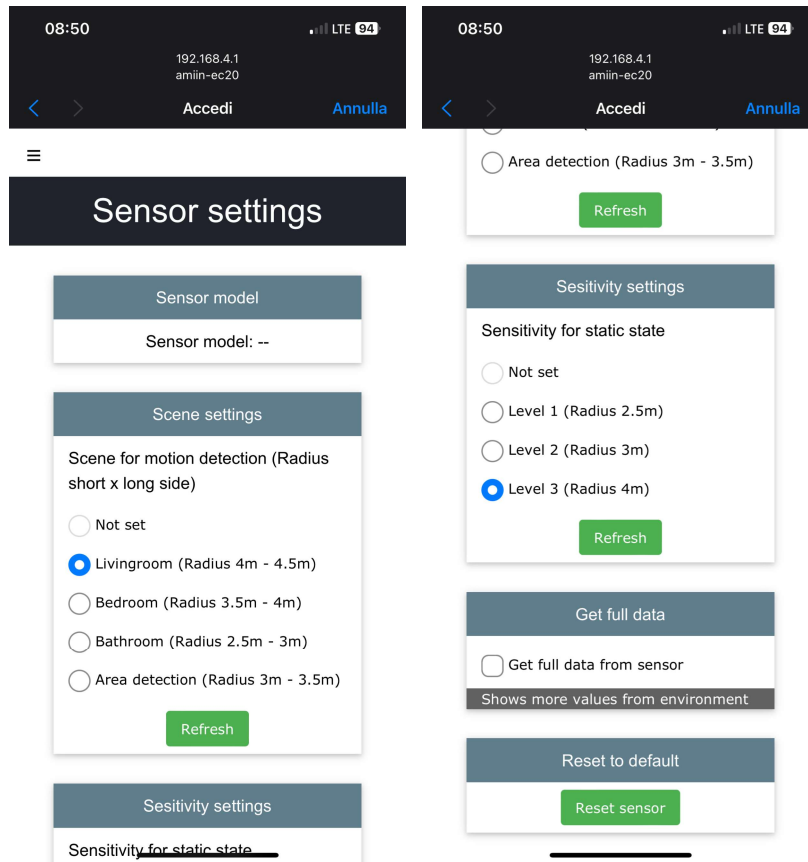 08:50
LTE 94
192.168.4.1
amiin-ec20
Accedi
Annulla
Sensor settings
Sensor model
Sensor model: --
Scene settings
Scene for motion detection (Radius
short x long side)
Not set
Livingroom (Radius 4m - 4.5m)
Bedroom (Radius 3.5m - 4m)
Bathroom (Radius 2.5m - 3m)
Area detection (Radius 3m - 3.5m)
Refresh
Sesitivity settings
Sensitivity for static state
08:50
LTE 94
192.168.4.1
amiin-ec20
Accedi
Annulla
Area detection (Radius 3m - 3.5m)
Refresh
Sesitivity settings
Sensitivity for static state
Not set
Level 1 (Radius 2.5m)
Level 2 (Radius 3m)
Level 3 (Radius 4m)
Refresh
Get full data
Get full data from sensor
Shows more values from environment
Reset to default
Reset sensor